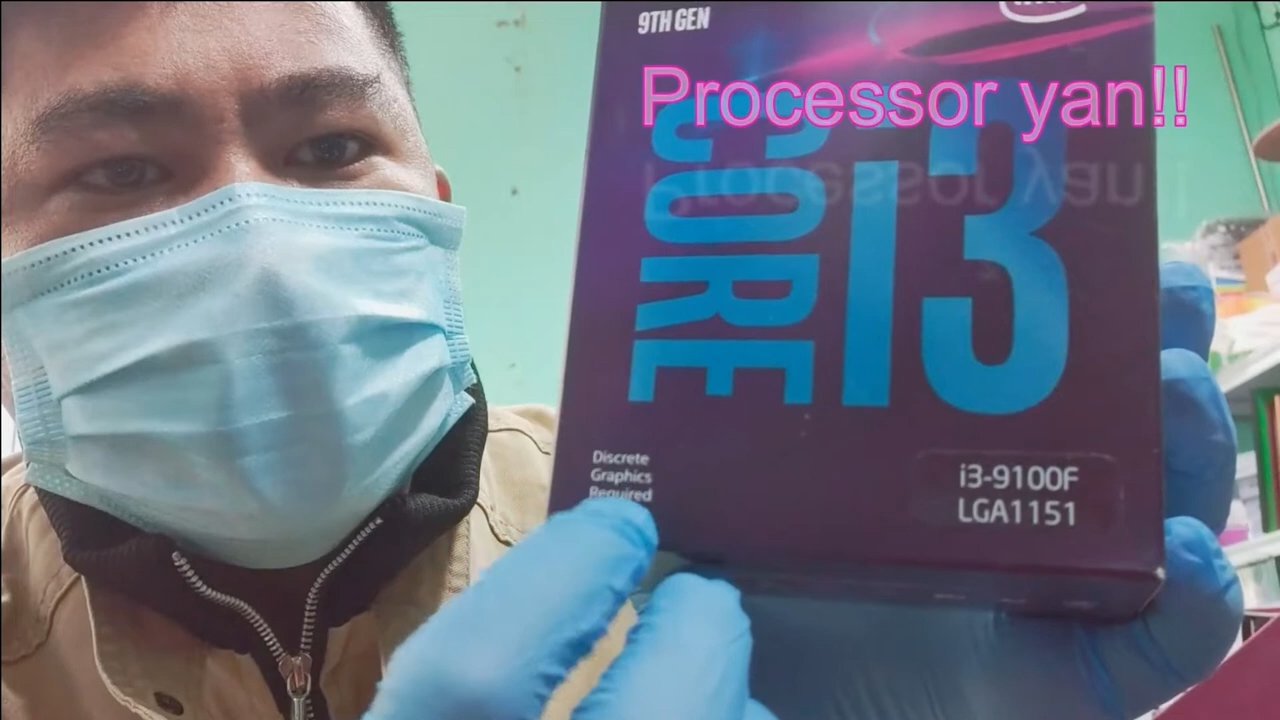 9TH GEN
Processor yan!!
CORE
i3
Discrete
Graphics
Required
i3-9100F
LGA1151